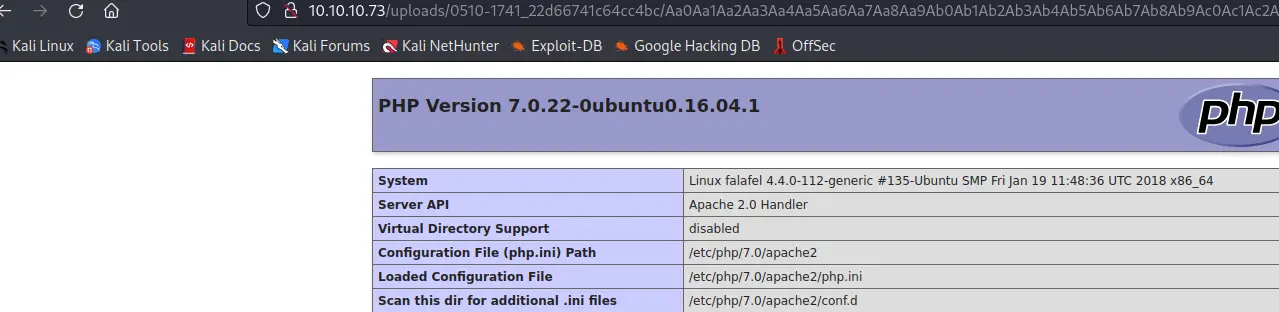 10.10.10.73/uploads/0510-1741_22d66741c64cc4bc/Aa0Aa1Aa2Aa3Aa4Aa5Aa6Aa7Aa8Aa9Ab0Ab1Ab2Ab3Ab4Ab5Ab6Ab7Ab8Ab9Ac0Ac1Ac2A
Kali Linux Kali Tools Kali Docs Kali Forums Kali NetHunter Exploit-DB Google Hacking DB OffSec
PHP Version 7.0.22-0ubuntu0.16.04.1
php
System Linux falafel 4.4.0-112-generic #135-Ubuntu SMP Fri Jan 19 11:48:36 UTC 2018 x86_64
Server API Apache 2.0 Handler
Virtual Directory Support disabled
Configuration File (php.ini) Path /etc/php/7.0/apache2
Loaded Configuration File /etc/php/7.0/apache2/php.ini
Scan this dir for additional .ini files /etc/php/7.0/apache2/conf.d